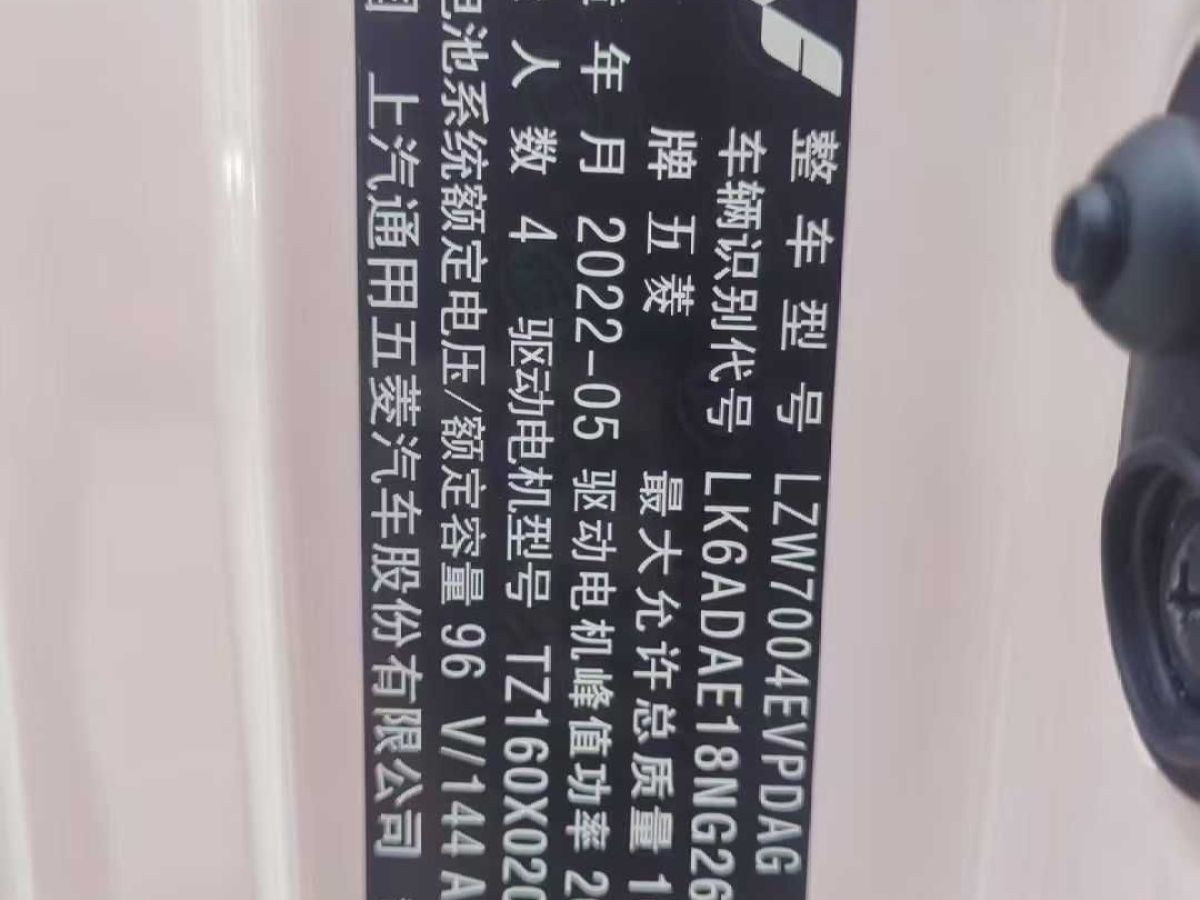 整车型号 LZW7004EVPDAG
车辆识别代号 LK6ADAE18NG26
牌 五菱 最大允许总质量 1
年月 2022-05 驱动电机峰值功率 2
人数 4 驱动电机型号 TZ160X020
电池系统额定电压/额定容量 96 V/144 A
上汽通用五菱汽车股份有限公司